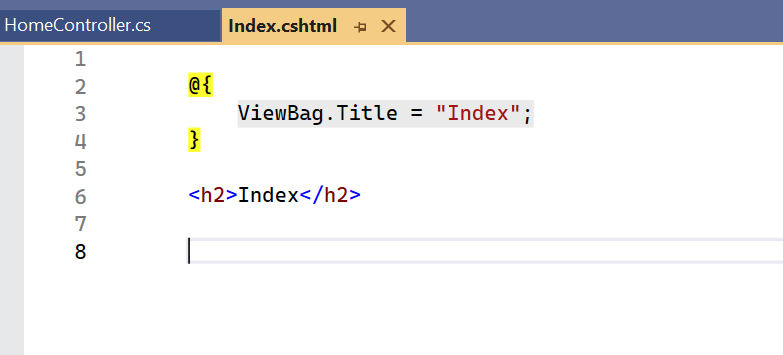 HomeController.cs Index.cshtml
1
2 @{
3 ViewBag.Title = "Index";
4 }
5
6 <h2>Index</h2>
7
8